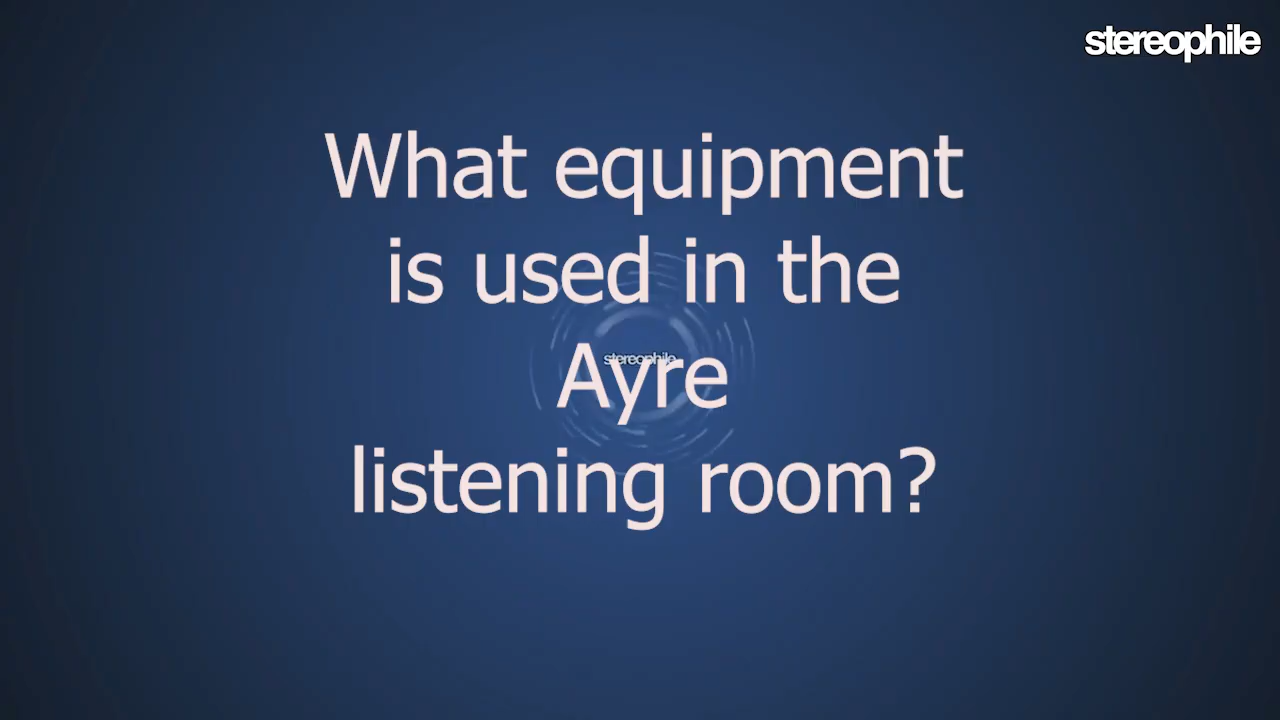 stereophile
What equipment
is used in the
stereophile
Ayre
listening room?